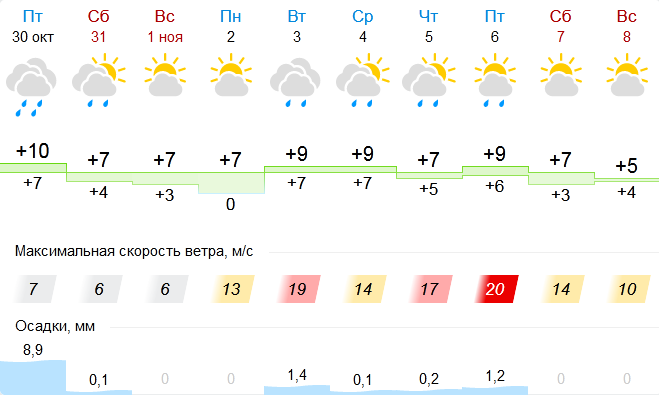 Пт Сб Вс Пн Вт Ср Чт Пт Сб Вс
30 окт 31 1 ноя 2 3 4 5 6 7 8
+10 +7 +7 +7 +9 +9 +7 +9 +7 +5
+7 +4 +3 0 +7 +7 +5 +6 +3 +4
Максимальная скорость ветра, м/с
7 6 6 13 19 14 17 20 14 10
Осадки, мм
8,9 0,1 0 0 1,4 0,1 0,2 1,2 0 0